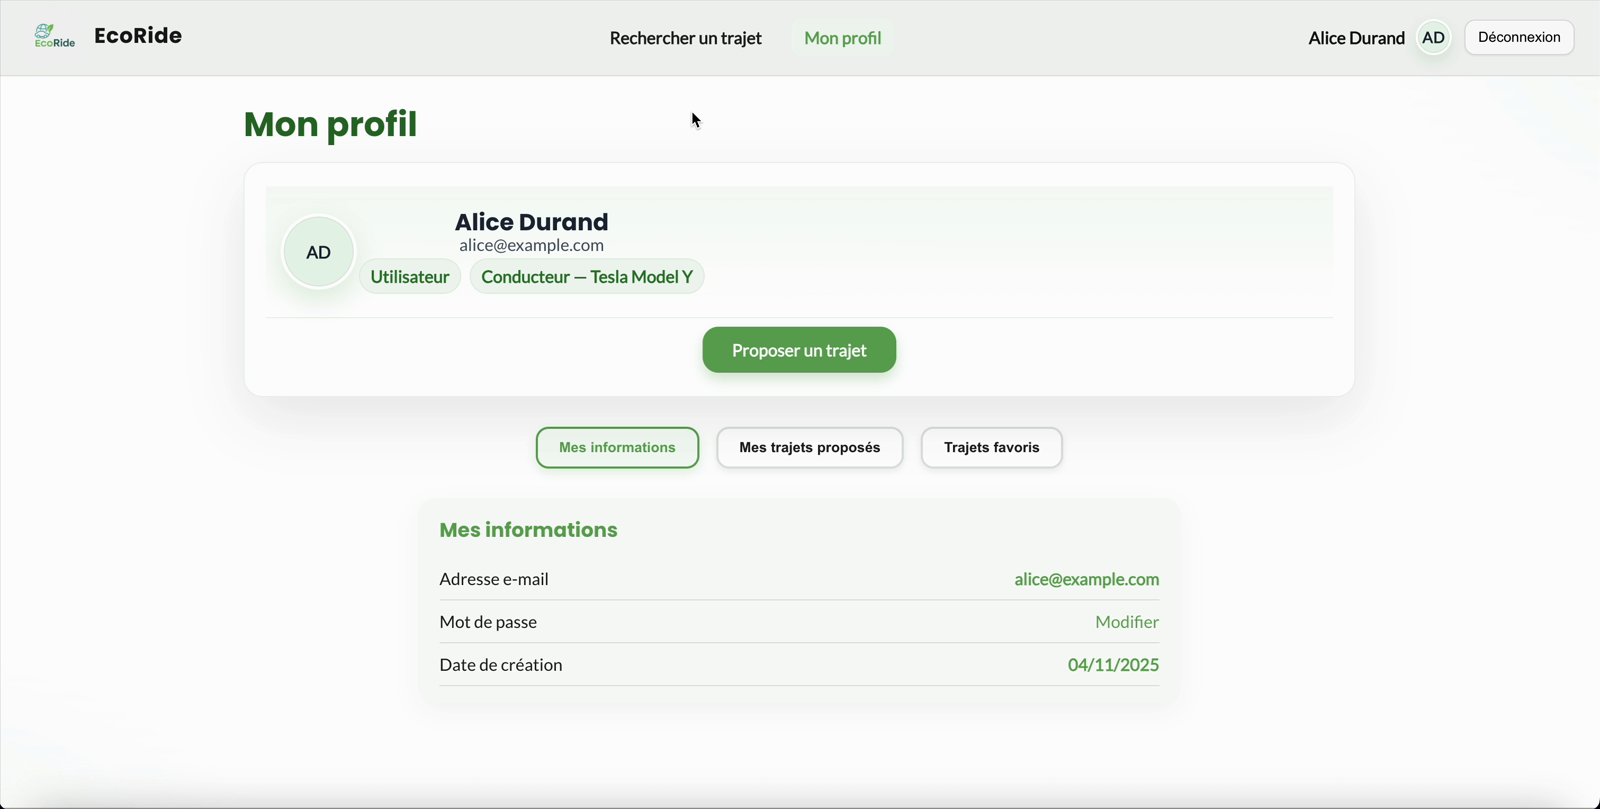 EcoRide EcoRide Rechercher un trajet Mon profil Alice Durand AD Déconnexion
Mon profil
Alice Durand
alice@example.com
AD
Utilisateur Conducteur — Tesla Model Y
Proposer un trajet
Mes informations Mes trajets proposés Trajets favoris
Mes informations
Adresse e-mail alice@example.com
Mot de passe Modifier
Date de création 04/11/2025